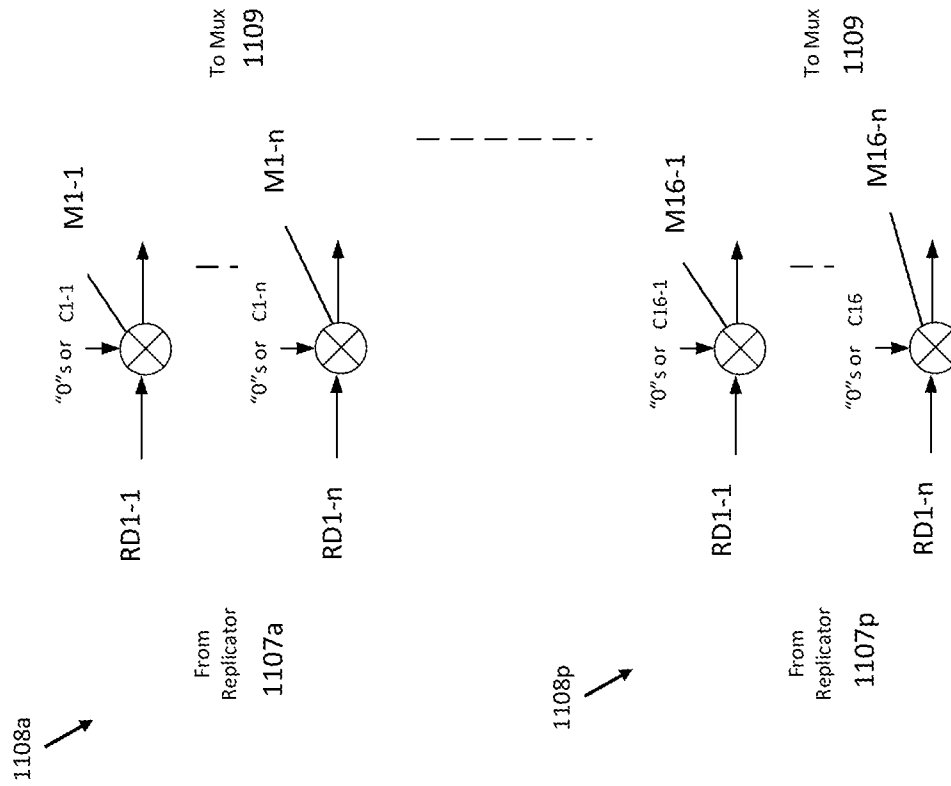 1108a
From
Replicator
1107a
RD1-1
"0"s or C1-1
M1-1
RD1-n
"0"s or C1-n
M1-n
To Mux
1109
1108p
From
Replicator
1107p
RD1-1
"0"s or C16-1
M16-1
RD1-n
"0"s or C16
M16-n
To Mux
1109